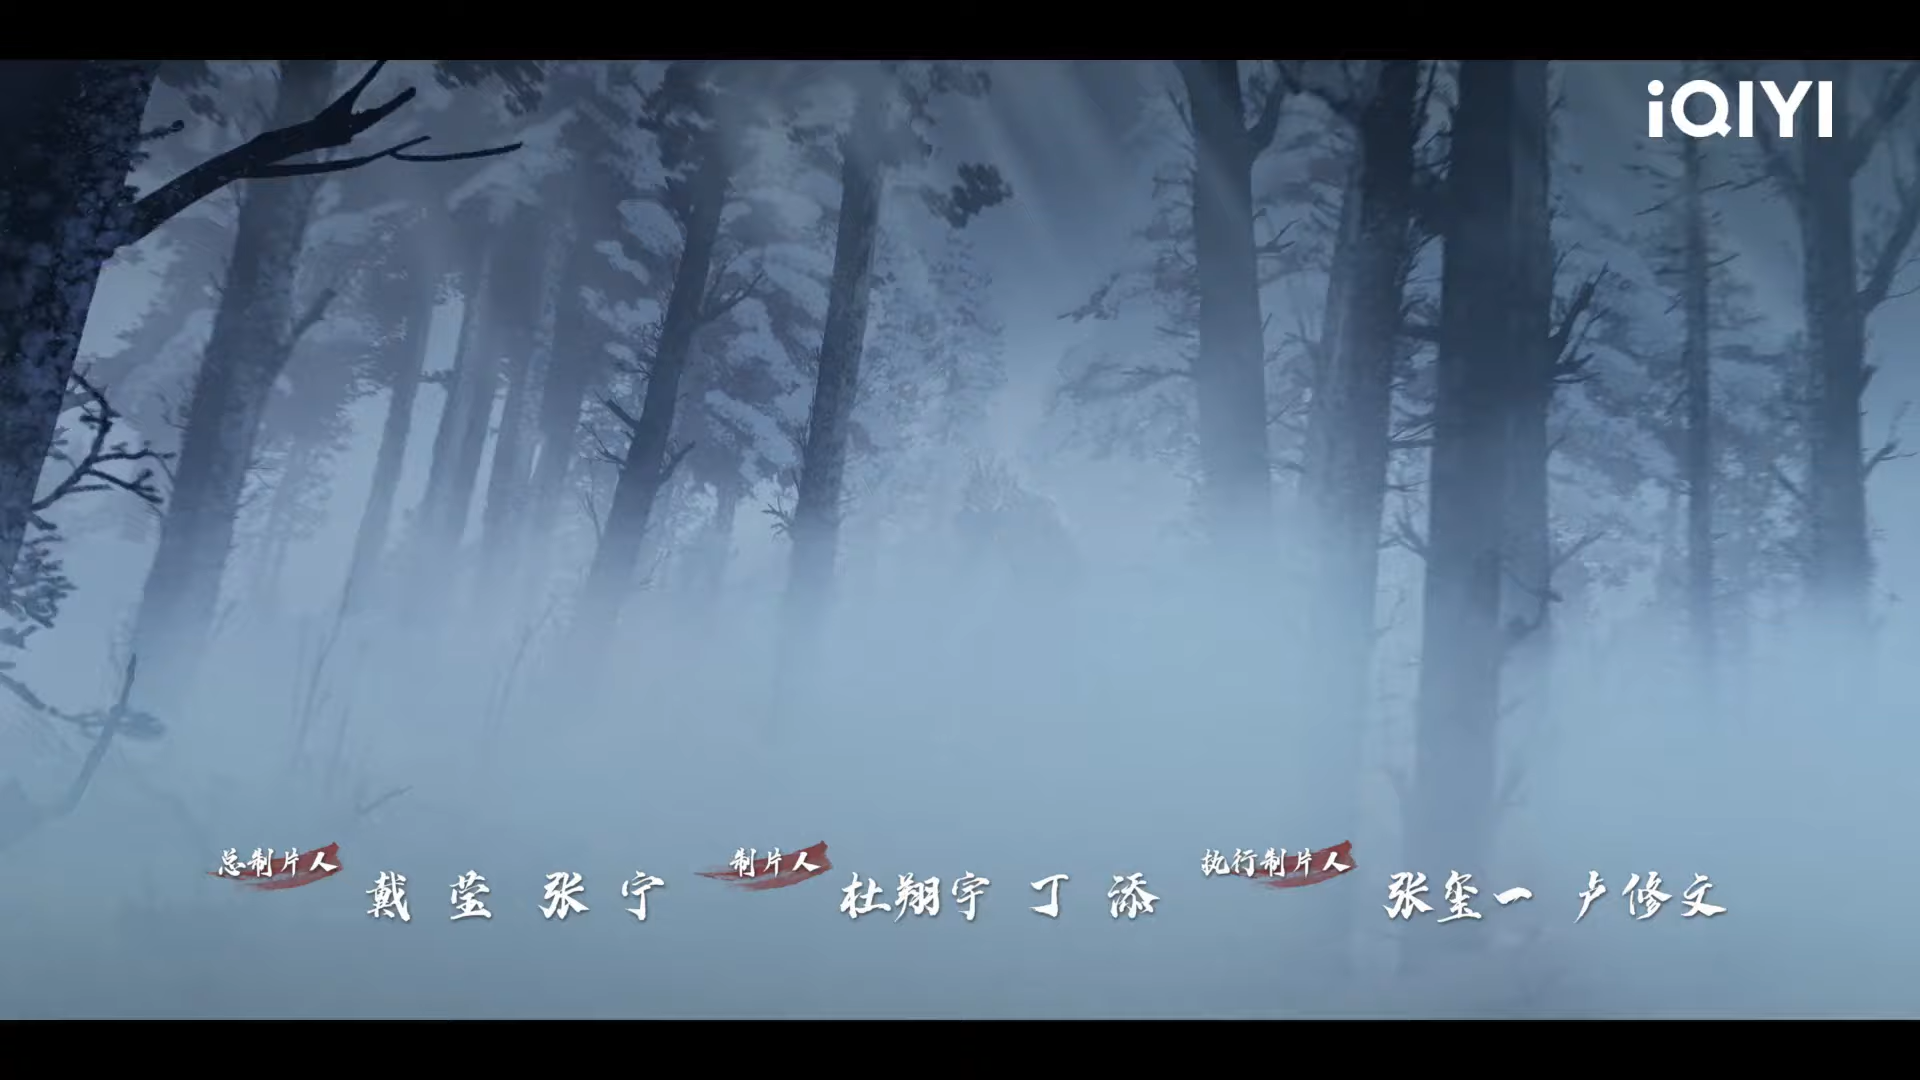 iQIYI
总制片人
戴莹 张宁
制片人
杜翔宇 丁添
执行制片人
张玺一 卢修文